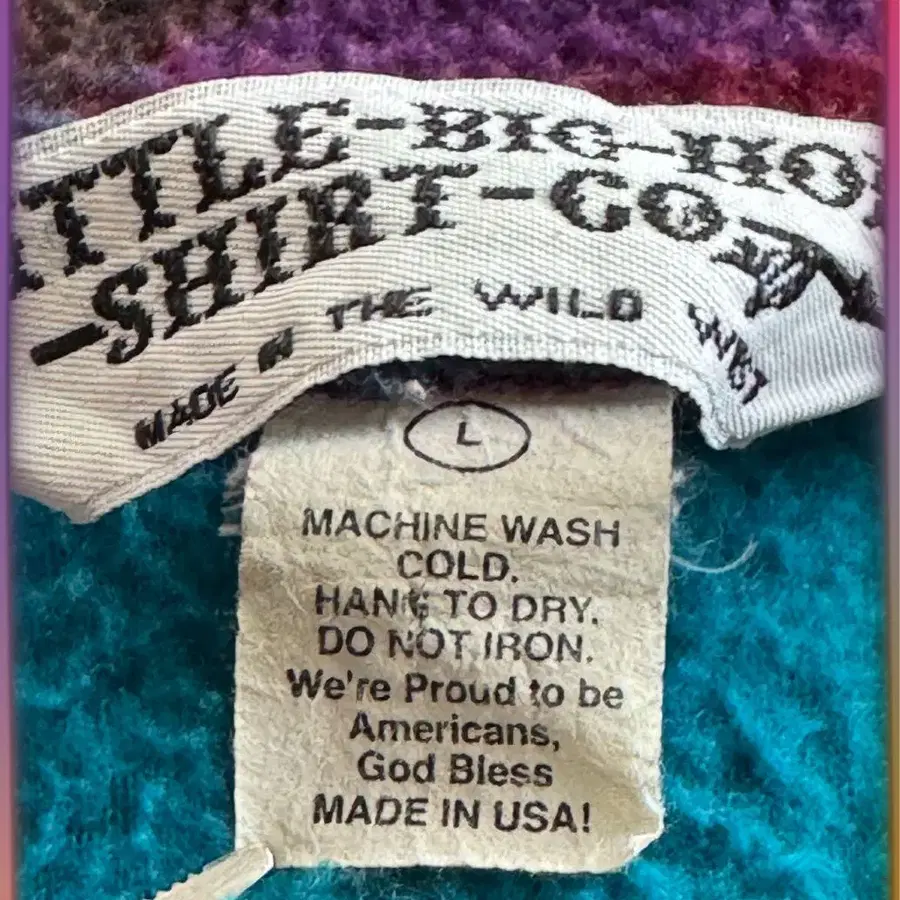 ITTLE-BIG-HO
-SHIRT-CO
MADE IN THE WILD WEST
L
MACHINE WASH
COLD.
HANG TO DRY.
DO NOT IRON.
We're Proud to be
Americans,
God Bless
MADE IN USA!